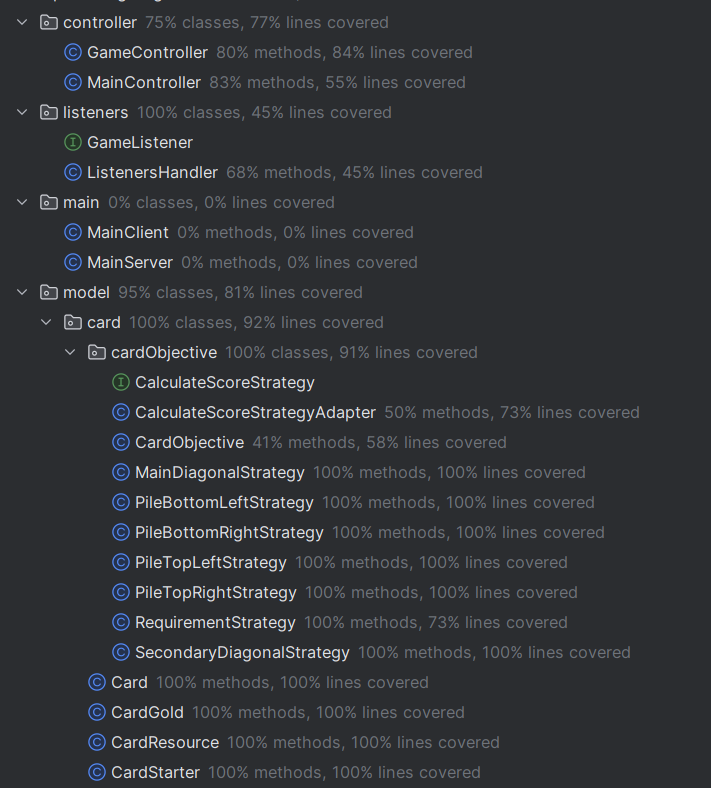 controller 75% classes, 77% lines covered
GameController 80% methods, 84% lines covered
MainController 83% methods, 55% lines covered
listeners 100% classes, 45% lines covered
GameListener
ListenersHandler 68% methods, 45% lines covered
main 0% classes, 0% lines covered
MainClient 0% methods, 0% lines covered
MainServer 0% methods, 0% lines covered
model 95% classes, 81% lines covered
card 100% classes, 92% lines covered
cardObjective 100% classes, 91% lines covered
CalculateScoreStrategy
CalculateScoreStrategyAdapter 50% methods, 73% lines covered
CardObjective 41% methods, 58% lines covered
MainDiagonalStrategy 100% methods, 100% lines covered
PileBottomLeftStrategy 100% methods, 100% lines covered
PileBottomRightStrategy 100% methods, 100% lines covered
PileTopLeftStrategy 100% methods, 100% lines covered
PileTopRightStrategy 100% methods, 100% lines covered
RequirementStrategy 100% methods, 73% lines covered
SecondaryDiagonalStrategy 100% methods, 100% lines covered
Card 100% methods, 100% lines covered
CardGold 100% methods, 100% lines covered
CardResource 100% methods, 100% lines covered
CardStarter 100% methods, 100% lines covered